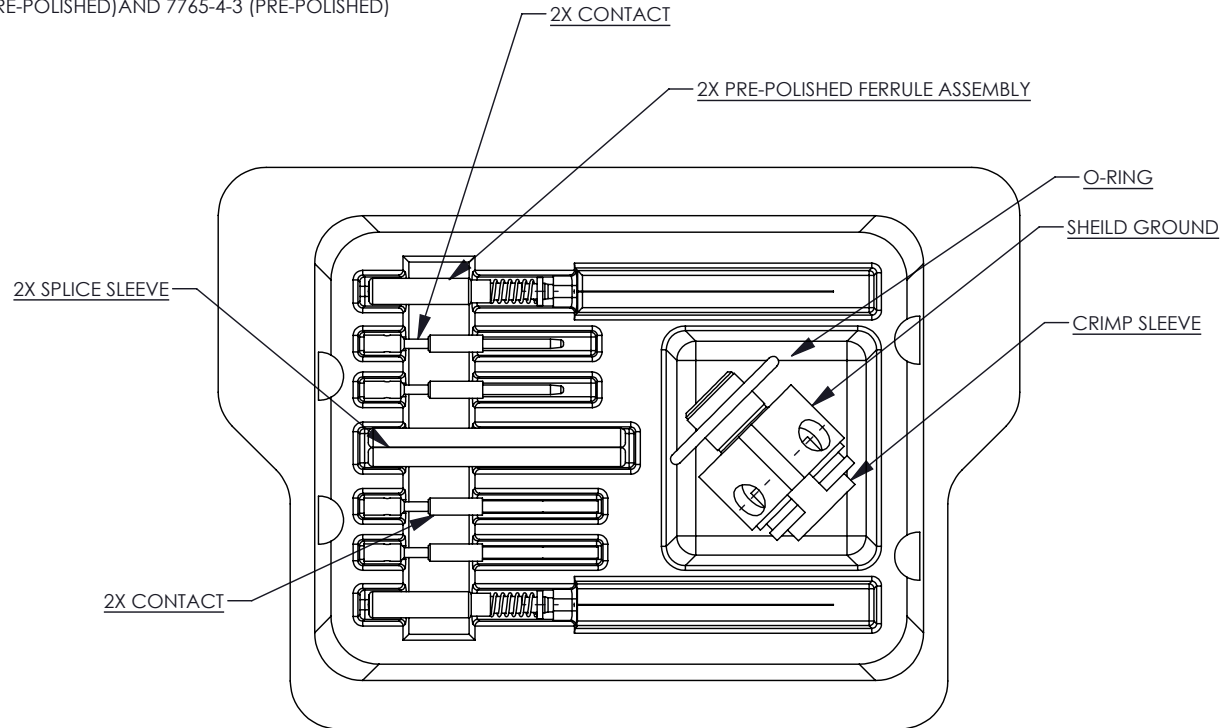 RE-POLISHED)AND 7765-4-3 (PRE-POLISHED)
2X CONTACT
2X PRE-POLISHED FERRULE ASSEMBLY
O-RING
SHEILD GROUND
2X SPLICE SLEEVE
CRIMP SLEEVE
2X CONTACT